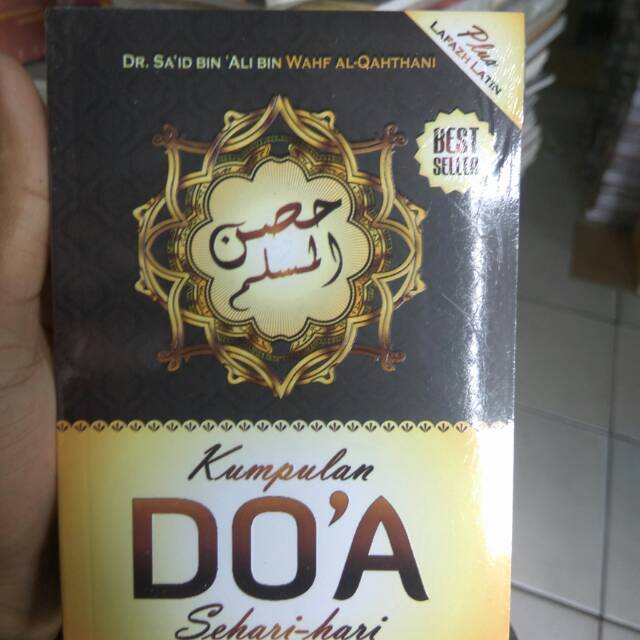 Plus
LAFAZH LATIN
DR. SA'ID BIN 'ALI BIN WAHF AL-QAHTHANI
BEST
SELLER
حصن
المسلم
Kumpulan
DO'A
Sehari-hari